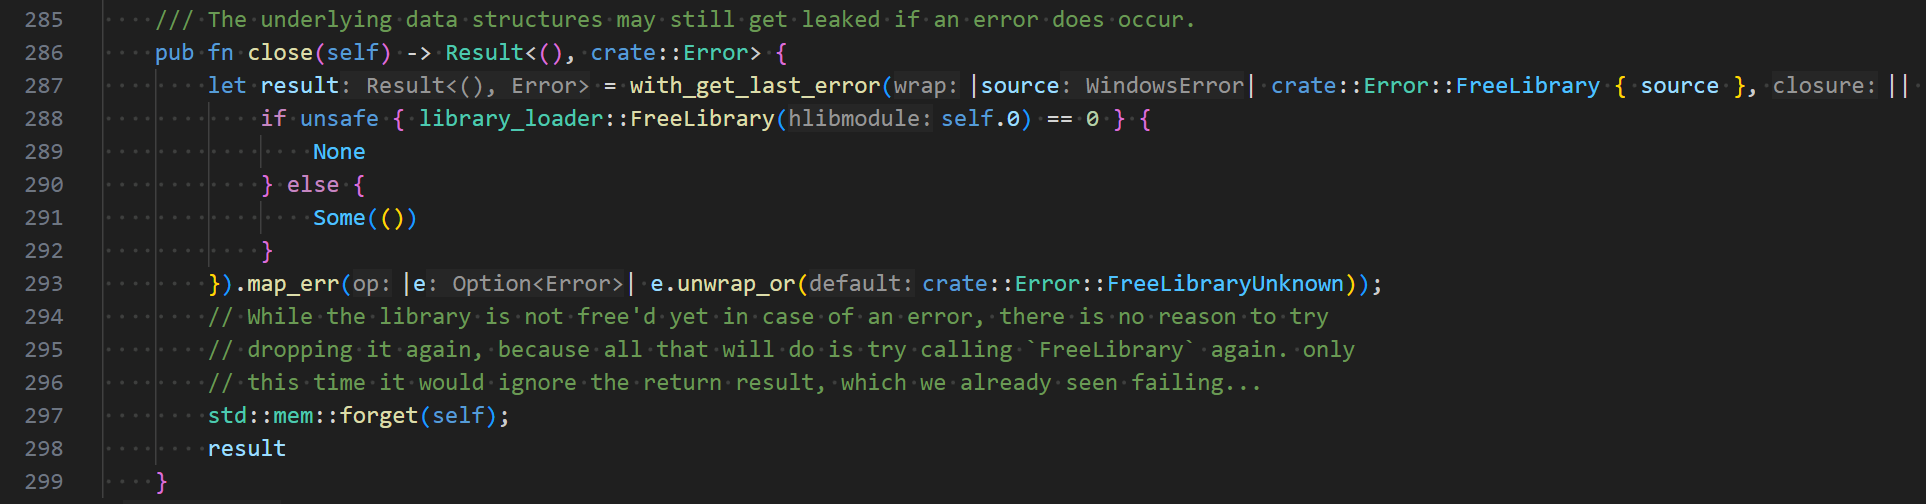 285 /// The underlying data structures may still get leaked if an error does occur.
286 pub fn close(self) -> Result<(), crate::Error> {
287 let result: Result<(), Error> = with_get_last_error(wrap: |source: WindowsError| crate::Error::FreeLibrary { source }, closure: ||
288 if unsafe { library_loader::FreeLibrary(hlibmodule: self.0) == 0 } {
289 None
290 } else {
291 Some(())
292 }
293 }).map_err(op: |e: Option<Error>| e.unwrap_or(default: crate::Error::FreeLibraryUnknown));
294 // While the library is not free'd yet in case of an error, there is no reason to try
295 // dropping it again, because all that will do is try calling `FreeLibrary` again. only
296 // this time it would ignore the return result, which we already seen failing...
297 std::mem::forget(self);
298 result
299 }